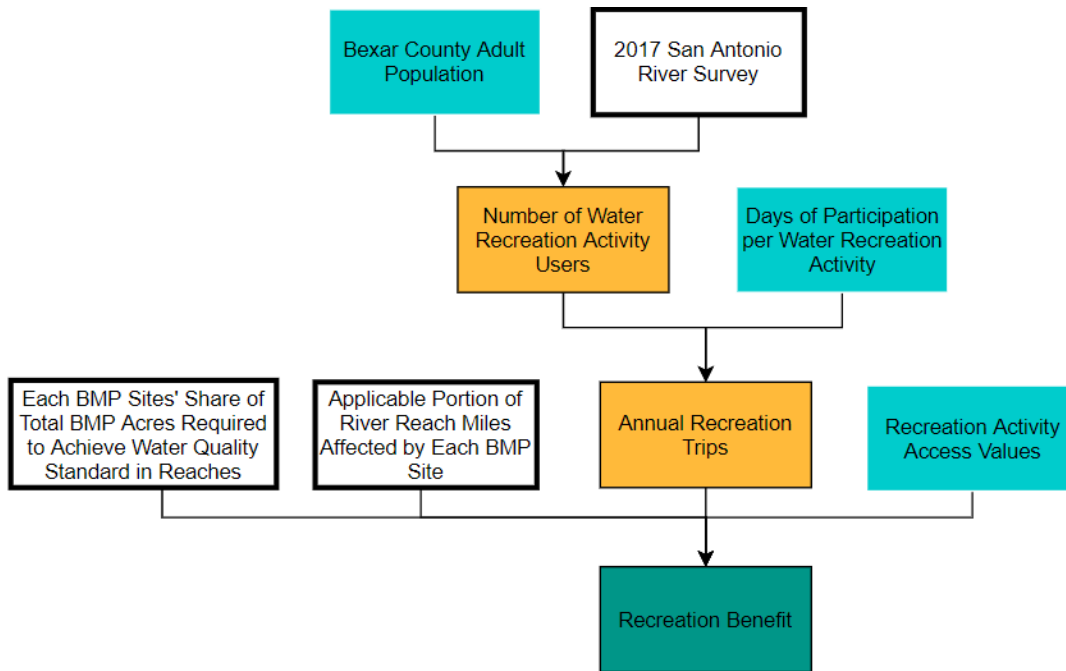 Bexar County Adult
Population
2017 San Antonio
River Survey
Number of Water
Recreation Activity
Users
Days of Participation
per Water Recreation
Activity
Each BMP Sites' Share of
Total BMP Acres Required
to Achieve Water Quality
Standard in Reaches
Applicable Portion of
River Reach Miles
Affected by Each BMP
Site
Annual Recreation
Trips
Recreation Activity
Access Values
Recreation Benefit